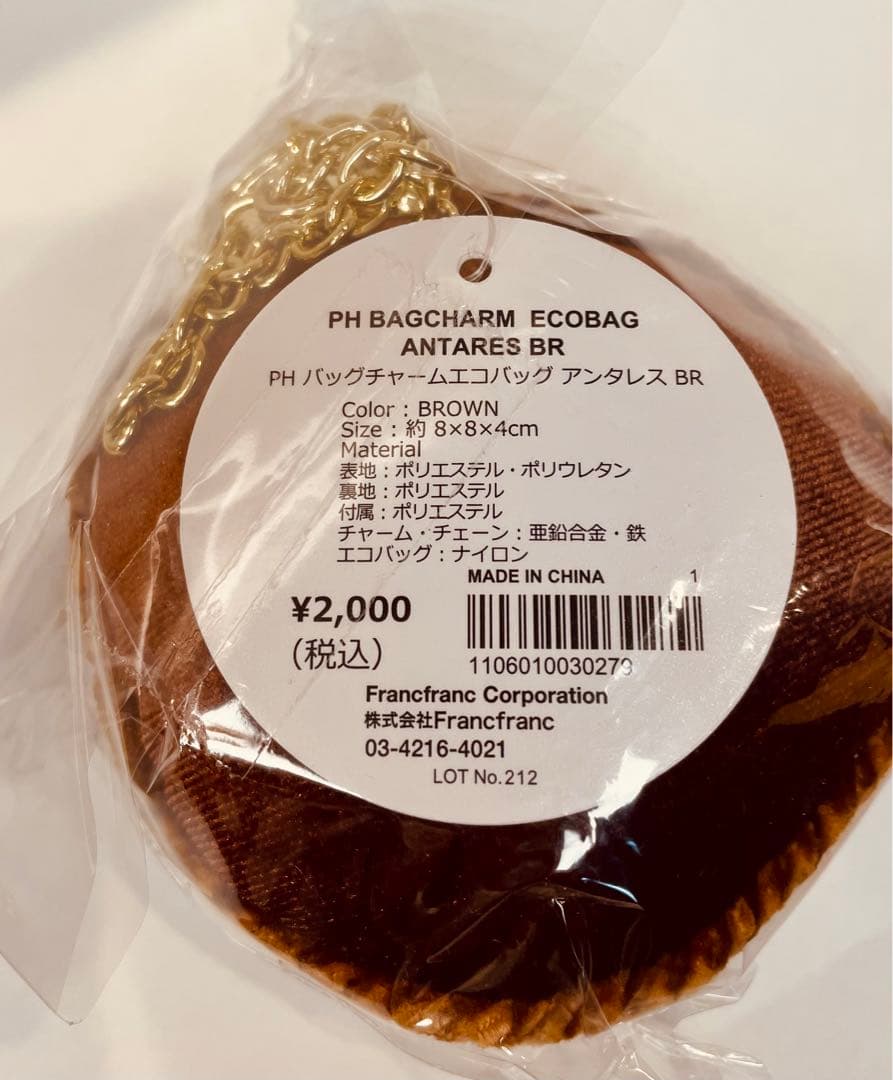 PH BAGCHARM ECOBAG
ANTARES BR
PH バッグチャームエコバッグ アンタレス BR
Color : BROWN
Size : 約 8×8×4cm
Material
表地 : ポリエステル・ポリウレタン
裏地 : ポリエステル
付属 : ポリエステル
チャーム・チェーン : 亜鉛合金・鉄
エコバッグ : ナイロン
MADE IN CHINA 1
¥2,000
(税込)
1106010030279
Francfranc Corporation
株式会社Francfranc
03-4216-4021
LOT No.212